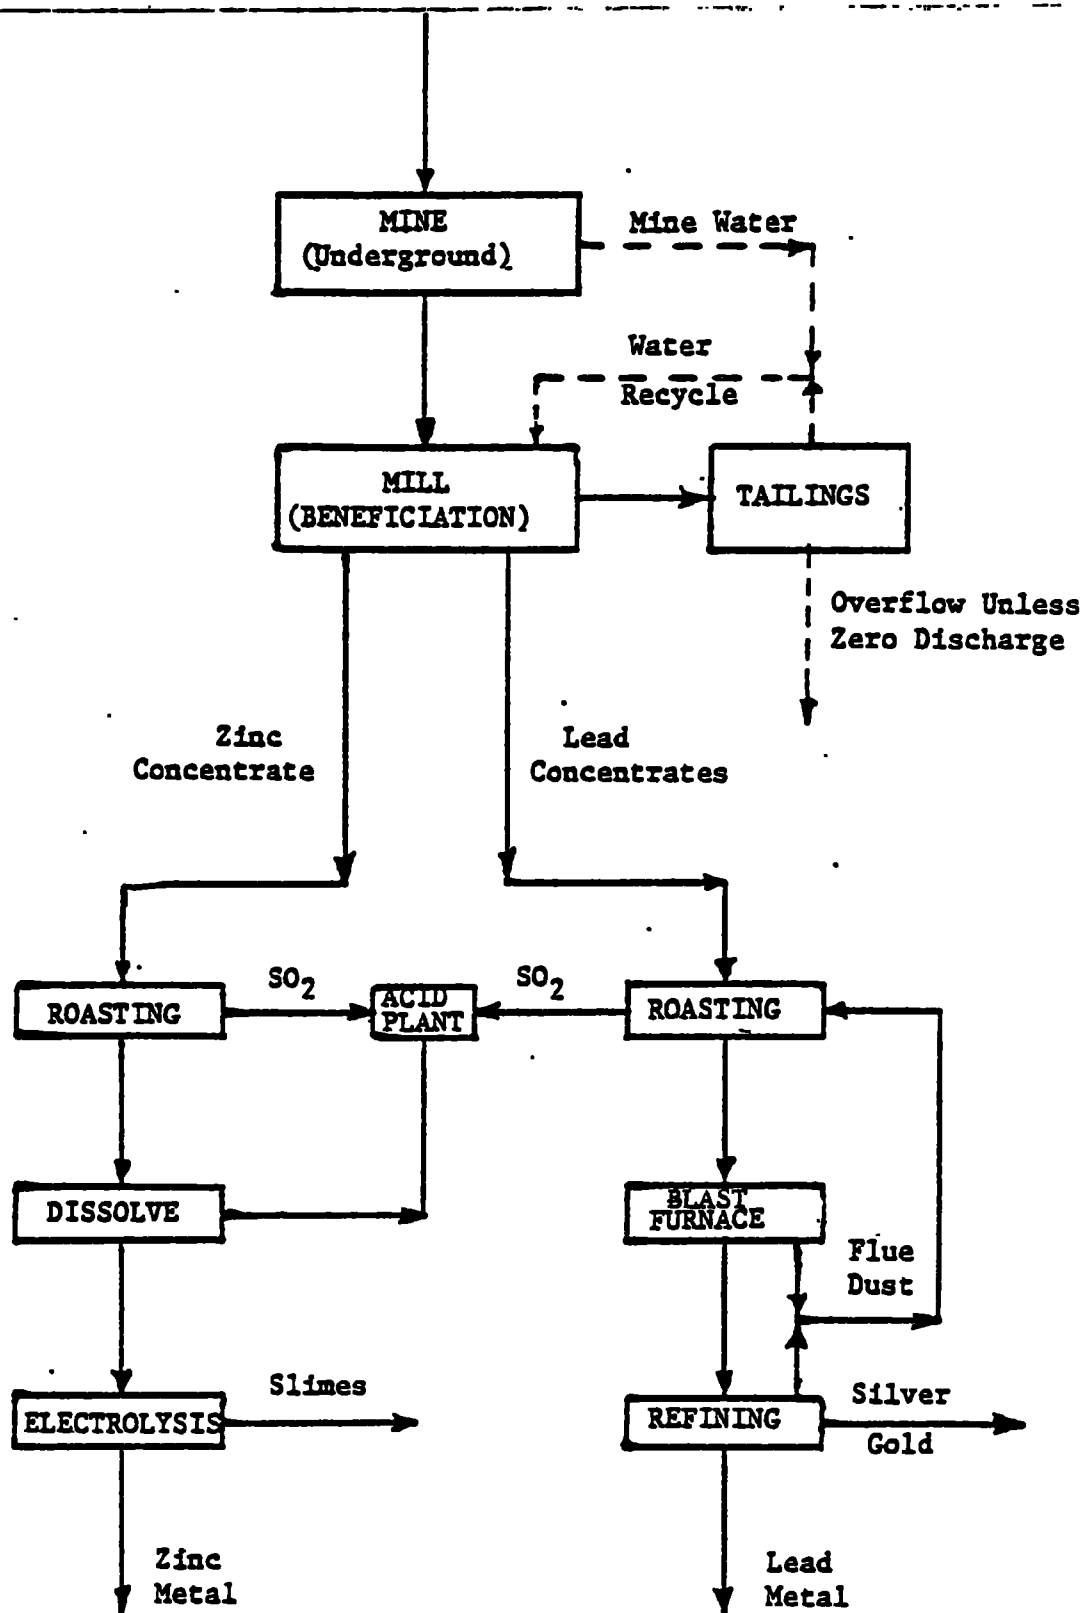 MINE
(Underground)
Mine Water
Water
Recycle
MILL
(BENEFICIATION)
TAILINGS
Overflow Unless
Zero Discharge
Zinc
Concentrate
Lead
Concentrates
ROASTING
SO2
ACID
PLANT
SO2
ROASTING
DISSOLVE
BLAST
FURNACE
Flue
Dust
ELECTROLYSIS
Slimes
REFINING
Silver
Gold
Zinc
Metal
Lead
Metal